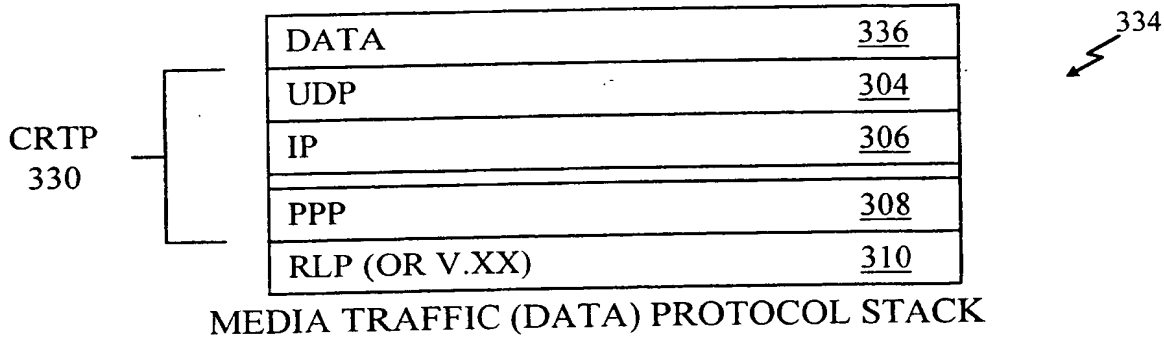 DATA 336
334
UDP 304
CRTP
330
IP 306
PPP 308
RLP (OR V.XX) 310
MEDIA TRAFFIC (DATA) PROTOCOL STACK